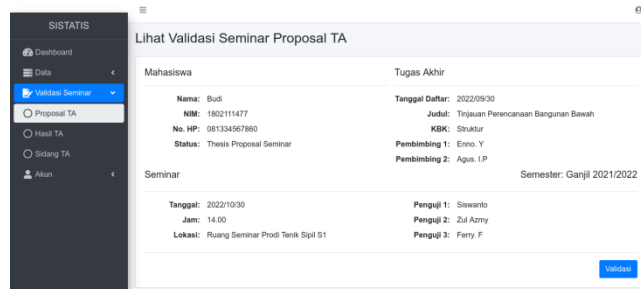 SISTATIS
Dashboard
Data
Validasi Seminar
Proposal TA
Hasil TA
Sidang TA
Akun
Lihat Validasi Seminar Proposal TA
Mahasiswa
Nama: Budi
NIM: 1802111477
No. HP: 081334567860
Status: Thesis Proposal Seminar
Tugas Akhir
Tanggal Daftar: 2022/09/30
Judul: Tinjauan Perencanaan Bangunan Bawah
KBK: Struktur
Pembimbing 1: Enno. Y
Pembimbing 2: Agus. I.P
Seminar
Semester: Ganjil 2021/2022
Tanggal: 2022/10/30
Jam: 14.00
Lokasi: Ruang Seminar Prodi Tenik Sipil S1
Penguji 1: Siswanto
Penguji 2: Zul Azmy
Penguji 3: Ferry. F
Validasi